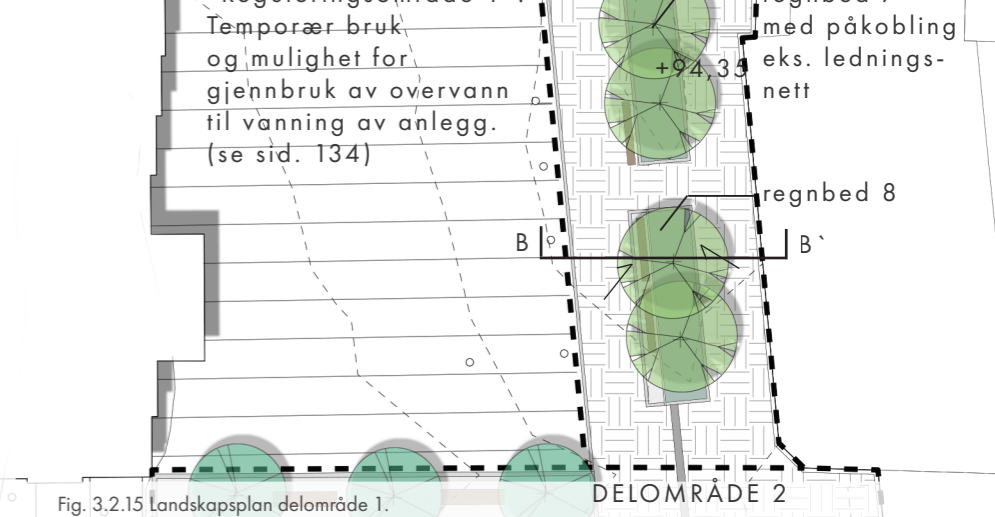 Temporær bruk
og mulighet for
gjennbruk av overvann
til vanning av anlegg.
(se sid. 134)
med påkobling
eks. lednings-
nett
+94,35
regnbed 8
B
B`
DELOMRÅDE 2
Fig. 3.2.15 Landskapsplan delområde 1.